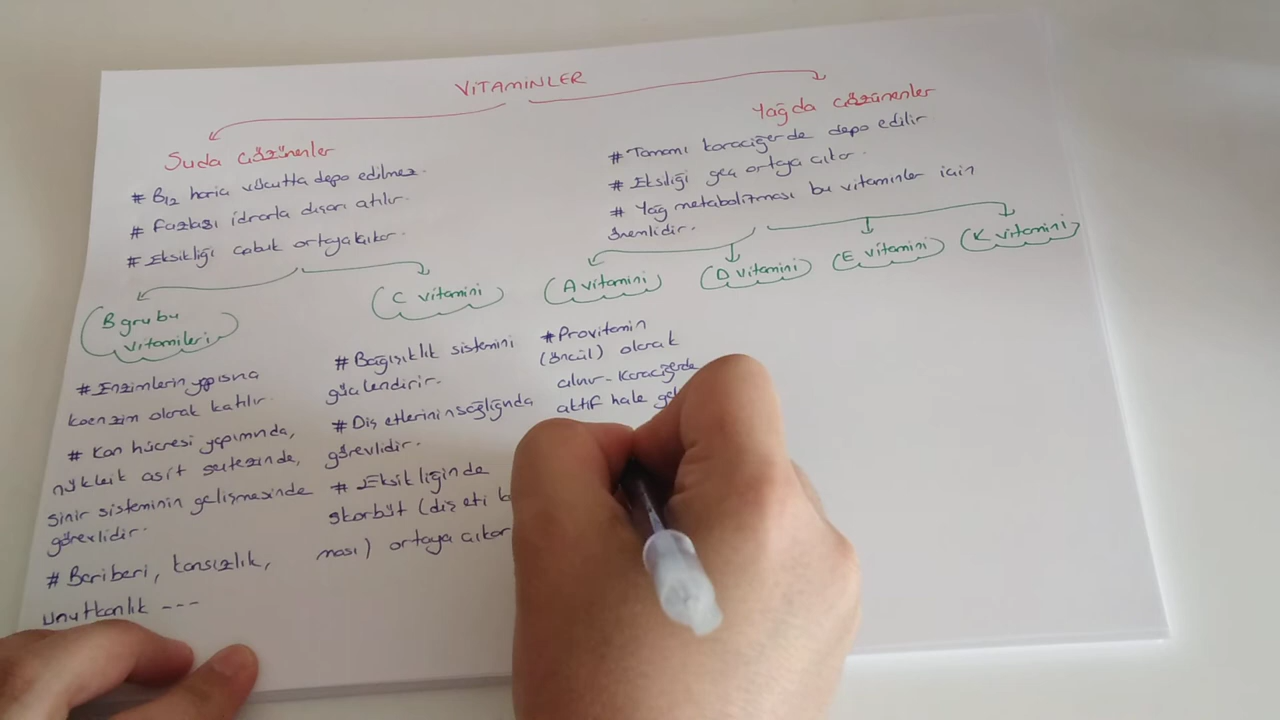 VİTAMİNLER
Suda çözünenler
# B12 hariç vücutta depo edilmez.
# Fazlası idrarla dışarı atılır.
# Eksikliği çabuk ortaya çıkar.
B grubu
vitamileri
# Enzimlerin yapısına
koenzim olarak katılır.
# Kan hücresi yapımında,
nükleik asit sentezinde,
sinir sisteminin gelişmesinde
görevlidir.
# Beriberi, kansızlık,
unutkanlık ---
C vitamini
# Bağışıklık sistemini
güçlendirir.
# Diş etlerinin sağlığında
görevlidir.
# Eksikliğinde
skorbüt (diş eti
ması) ortaya çıkar
Yağda çözünenler
# Tamamı karaciğerde depo edilir
# Eksiliği geç ortaya çıkar.
# Yağ metabolizması bu vitaminler için
önemlidir.
A vitamini
D vitamini
E vitamini
K vitamini
# Provitamin
(öncül) olarak
alınır - Karaciğerde
aktif hale